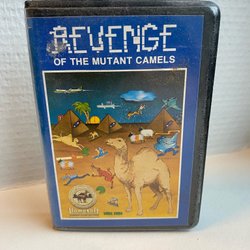 REVENGE
OF THE MUTANT CAMELS